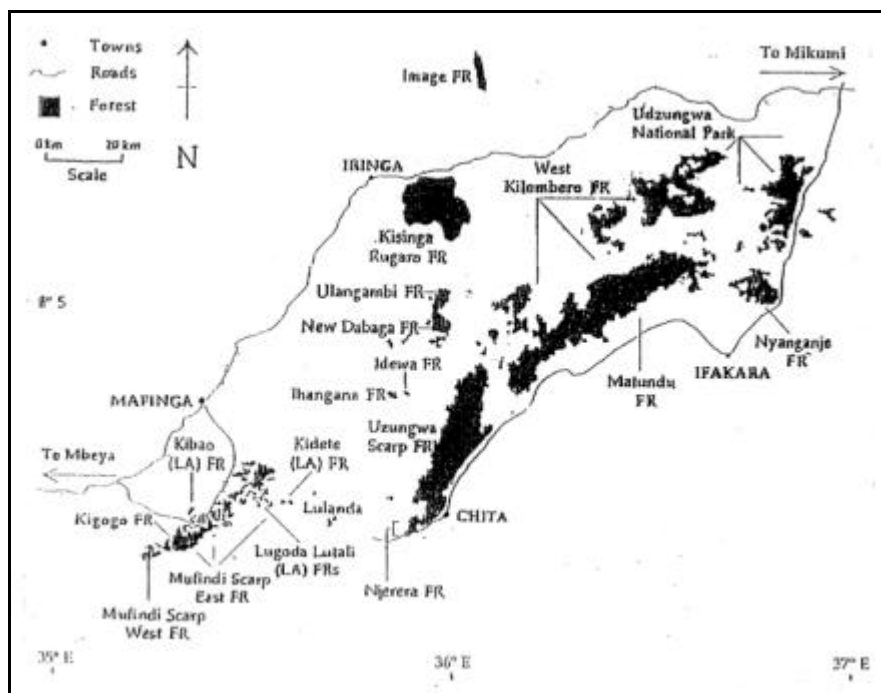 Towns
Roads
Forest
0 km 20 km
Scale
N
Image FR
To Mikumi
Udzungwa
National Park
IRINGA
West
Kilombero FR
Kisinga
Rugaro FR
8° S
Ulangambi FR
New Dabaga FR
Idewa FR
Ihangana FR
Nyanganje
FR
IFAKARA
Matundu
FR
MAFINGA
Uzungwa
Scarp FR
To Mbeya
Kibao
(LA) FR
Kidete
(LA) FR
Kigogo FR
Lulanda
CHITA
Lugoda Lutali
(LA) FRs
Mufindi Scarp
East FR
Njerera FR
Mufindi Scarp
West FR
35° E
36° E
37° E